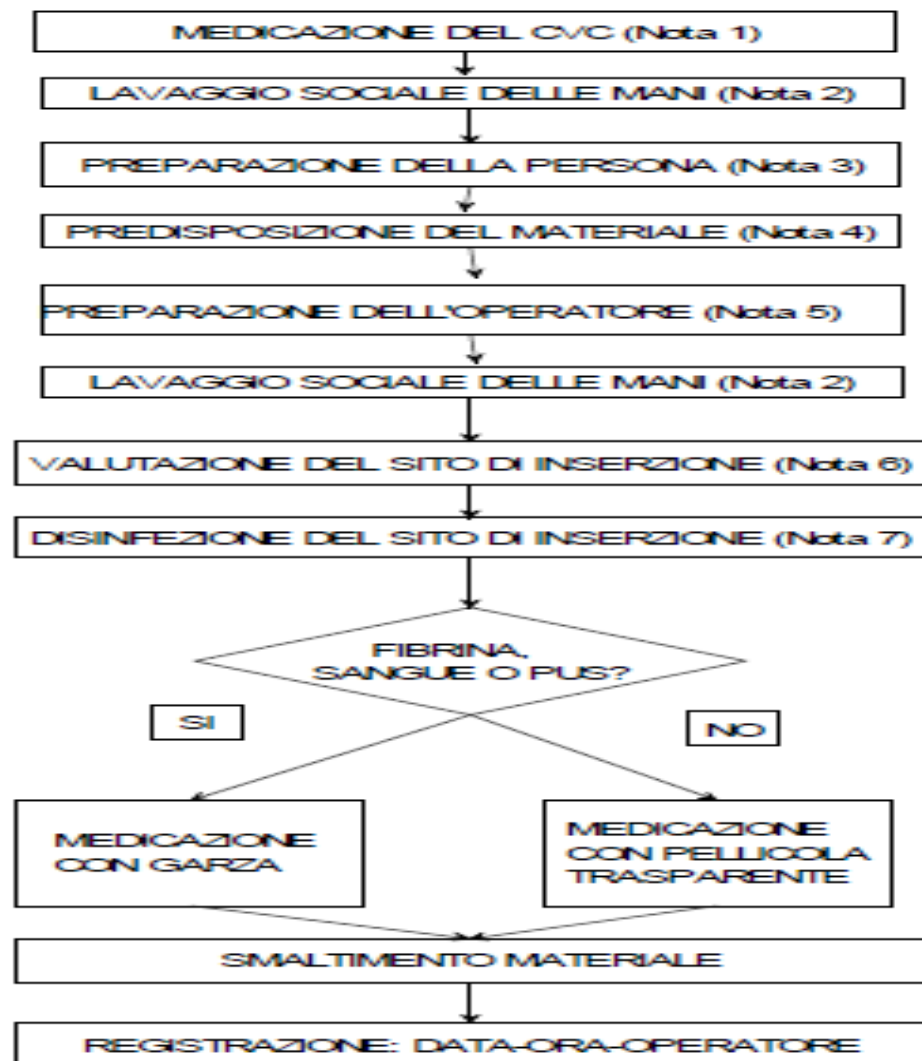 MEDICAZIONE DEL CVC (Nota 1)
LAVAGGIO SOCIALE DELLE MANI (Nota 2)
PREPARAZIONE DELLA PERSONA (Nota 3)
PREDISPOSIZIONE DEL MATERIALE (Nota 4)
PREPARAZIONE DELL'OPERATORE (Nota 5)
LAVAGGIO SOCIALE DELLE MANI (Nota 2)
VALUTAZIONE DEL SITO DI INSERZIONE (Nota 6)
DISINFEZIONE DEL SITO DI INSERZIONE (Nota 7)
FIBRINA,
SANGUE O PUS?
SI
NO
MEDICAZIONE
CON GARZA
MEDICAZIONE
CON PELLICOLA
TRASPARENTE
SMALTIMENTO MATERIALE
REGISTRAZIONE: DATA-ORA-OPERATORE